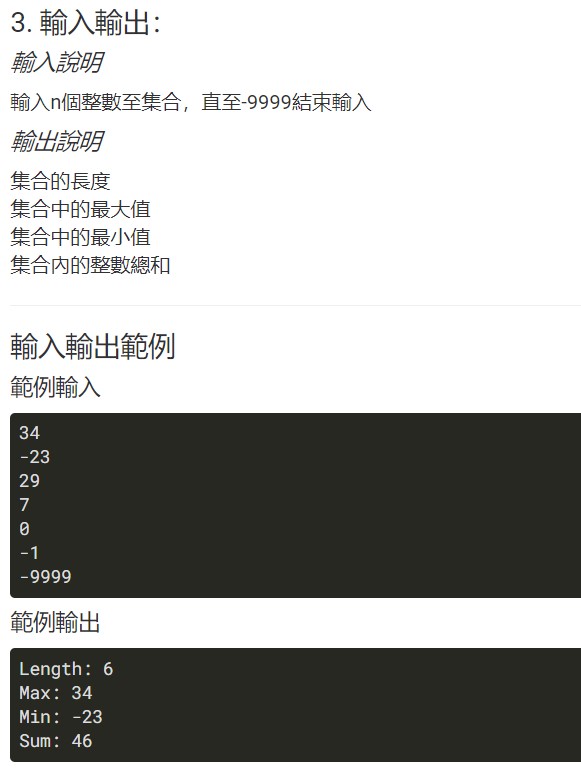 3. 輸入輸出：
輸入說明
輸入n個整數至集合，直至-9999結束輸入
輸出說明
集合的長度
集合中的最大值
集合中的最小值
集合內的整數總和
輸入輸出範例
範例輸入
34
-23
29
7
0
-1
-9999
範例輸出
Length: 6
Max: 34
Min: -23
Sum: 46